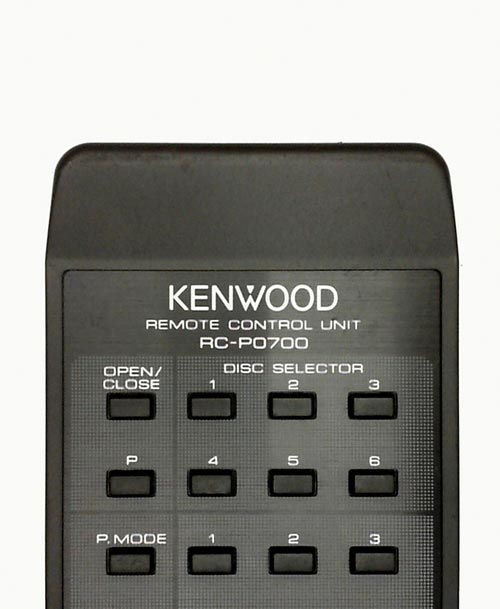 KENWOOD
REMOTE CONTROL UNIT
RC-P0700
DISC SELECTOR
OPEN/
CLOSE 1 2 3
P 4 5 6
P.MODE 1 2 3